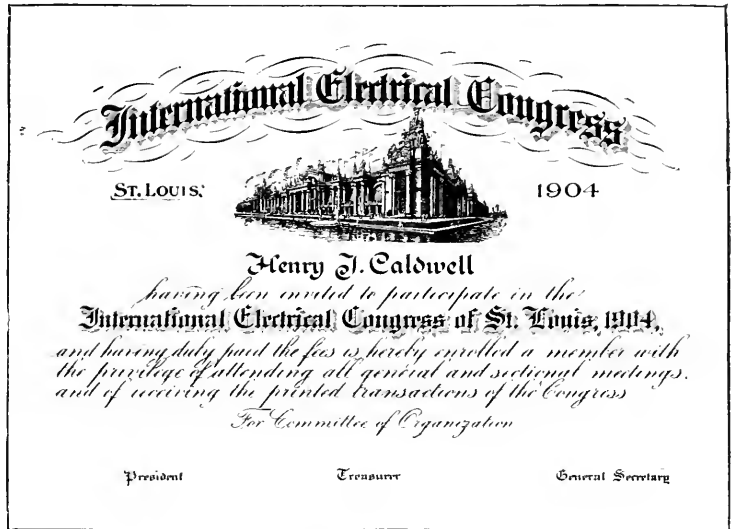 International Electrical Congress
St. Louis, 1904
Henry J. Caldwell
having been invited to participate in the
International Electrical Congress of St. Louis, 1904,
and having duly paid the fees is hereby enrolled a member with
the privilege of attending all general and sectional meetings,
and of receiving the printed transactions of the Congress
For Committee of Organization
President Treasurer General Secretary